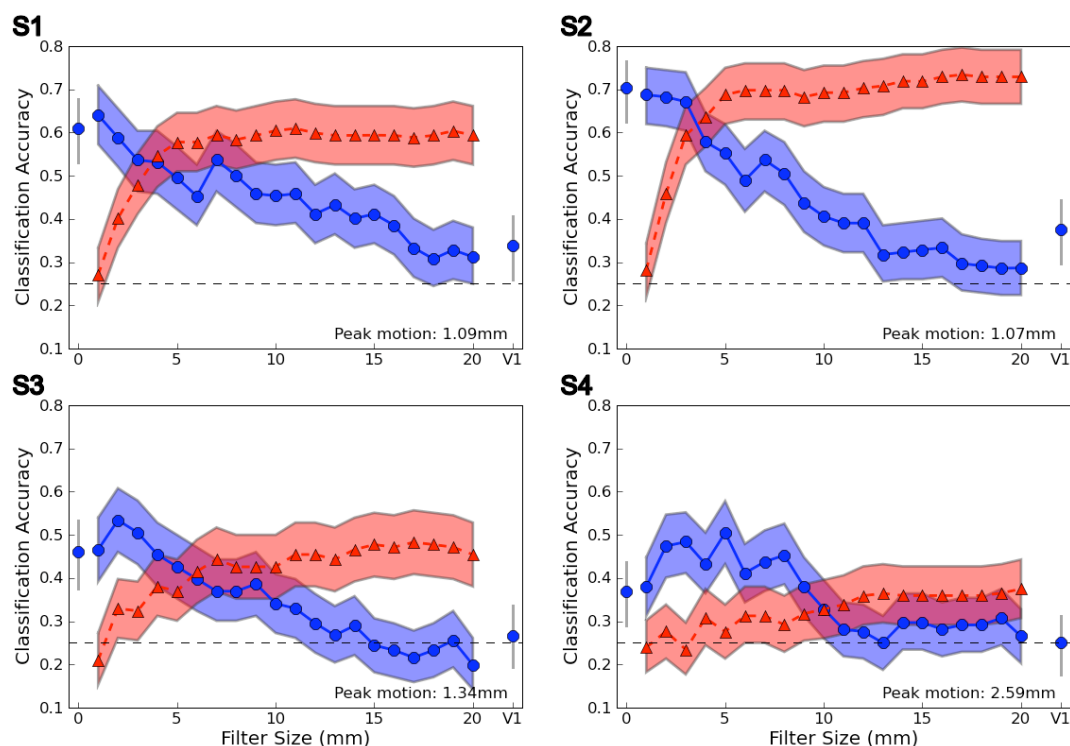 S1
S2
0.8
0.7
0.6
0.5
0.4
0.3
0.2
0.1
Classification Accuracy
Peak motion: 1.09mm
0 5 10 15 20 V1
0.8
0.7
0.6
0.5
0.4
0.3
0.2
0.1
Classification Accuracy
Peak motion: 1.07mm
0 5 10 15 20 V1
S3
S4
0.8
0.7
0.6
0.5
0.4
0.3
0.2
0.1
Classification Accuracy
Peak motion: 1.34mm
0 5 10 15 20 V1
Filter Size (mm)
0.8
0.7
0.6
0.5
0.4
0.3
0.2
0.1
Classification Accuracy
Peak motion: 2.59mm
0 5 10 15 20 V1
Filter Size (mm)